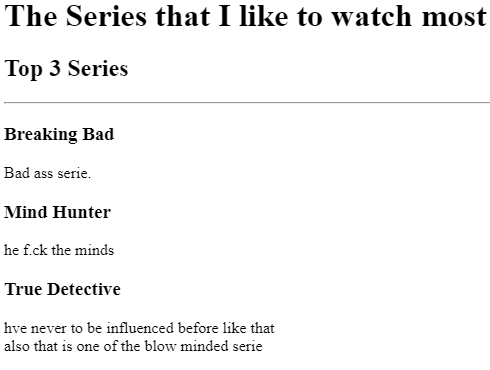 The Series that I like to watch most
Top 3 Series
Breaking Bad
Bad ass serie.
Mind Hunter
he f.ck the minds
True Detective
hve never to be influenced before like that
also that is one of the blow minded serie